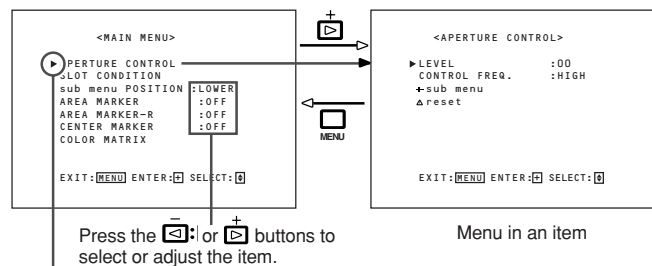 <MAIN MENU>
PERTURE CONTROL
SLOT CONDITION
sub menu POSITION :LOWER
AREA MARKER :OFF
AREA MARKER-R :OFF
CENTER MARKER :OFF
COLOR MATRIX
EXIT:MENU ENTER:+ SELECT:
+
MENU
<APERTURE CONTROL>
LEVEL :00
CONTROL FREQ. :HIGH
+sub menu
reset
EXIT:MENU ENTER:+ SELECT:
Press the − : or + buttons to
select or adjust the item.
Menu in an item